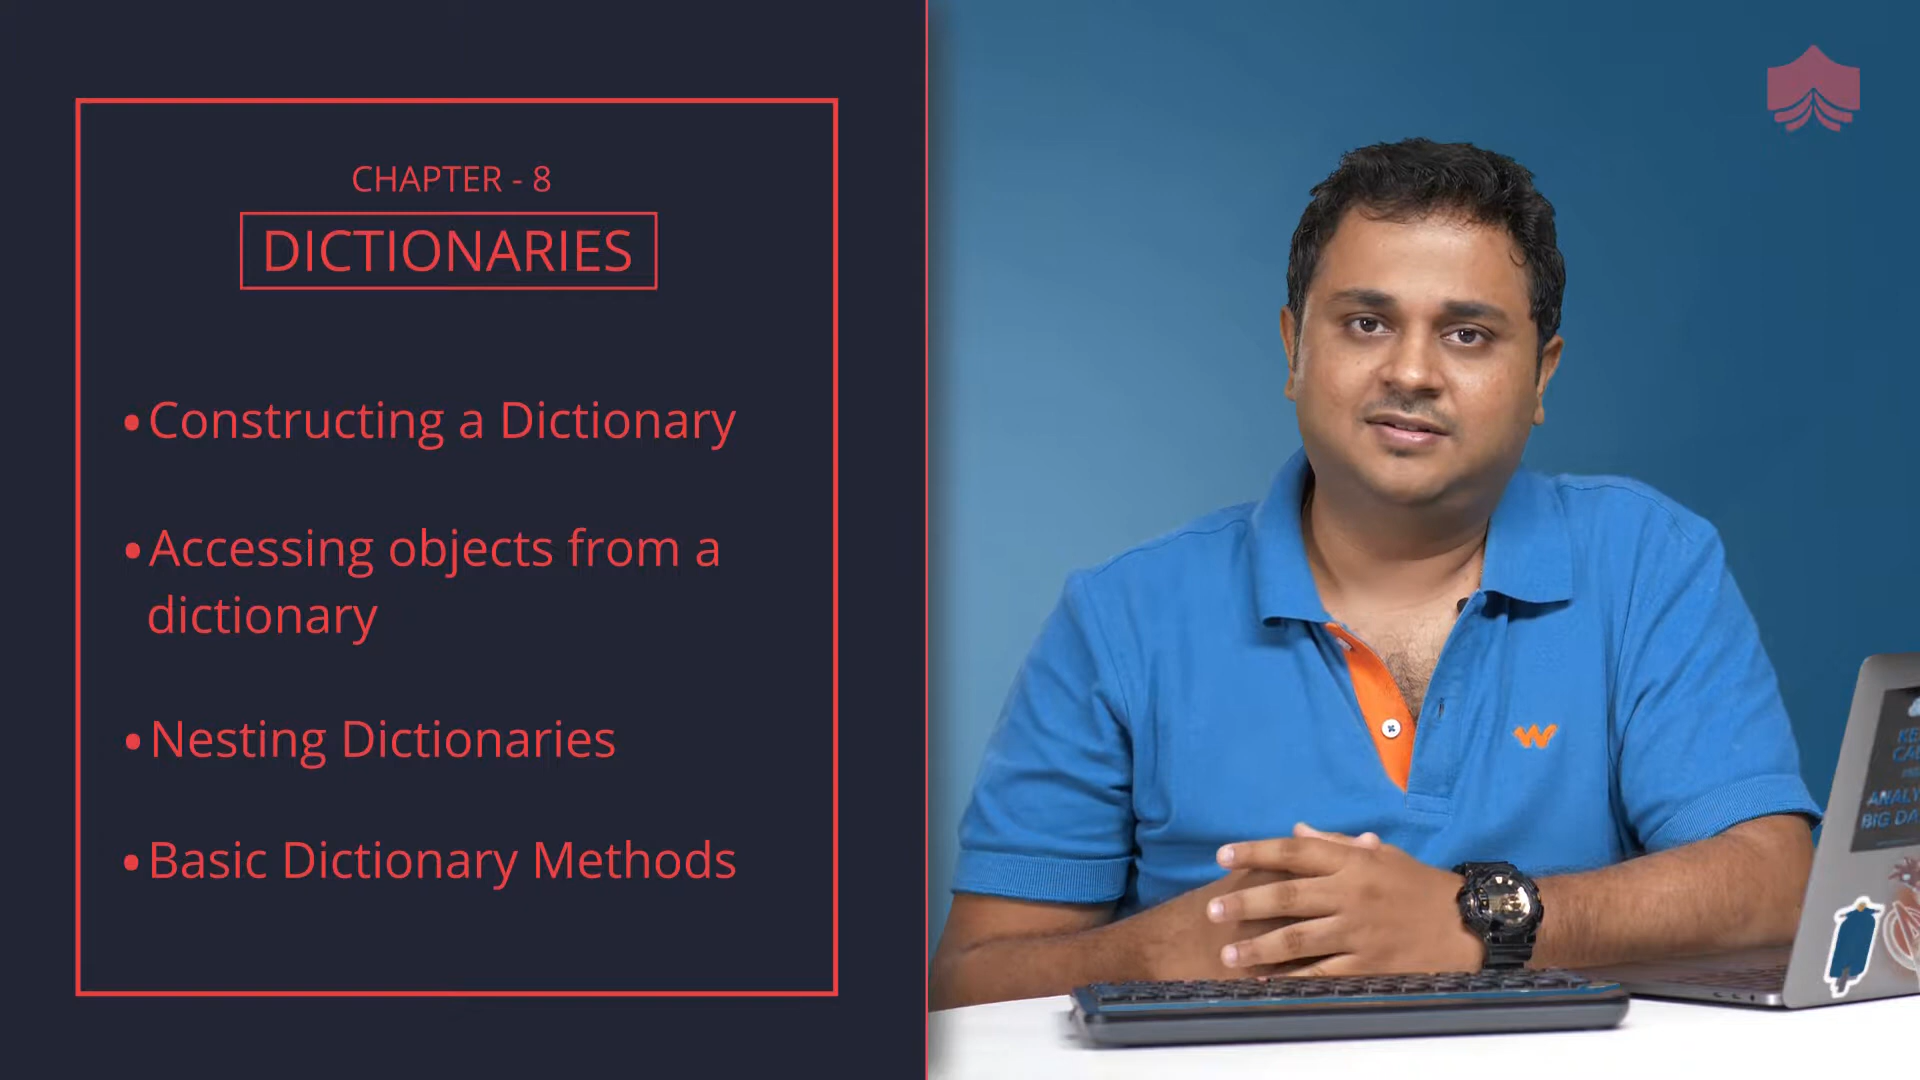 CHAPTER - 8
DICTIONARIES
•Constructing a Dictionary
•Accessing objects from a
dictionary
•Nesting Dictionaries
•Basic Dictionary Methods